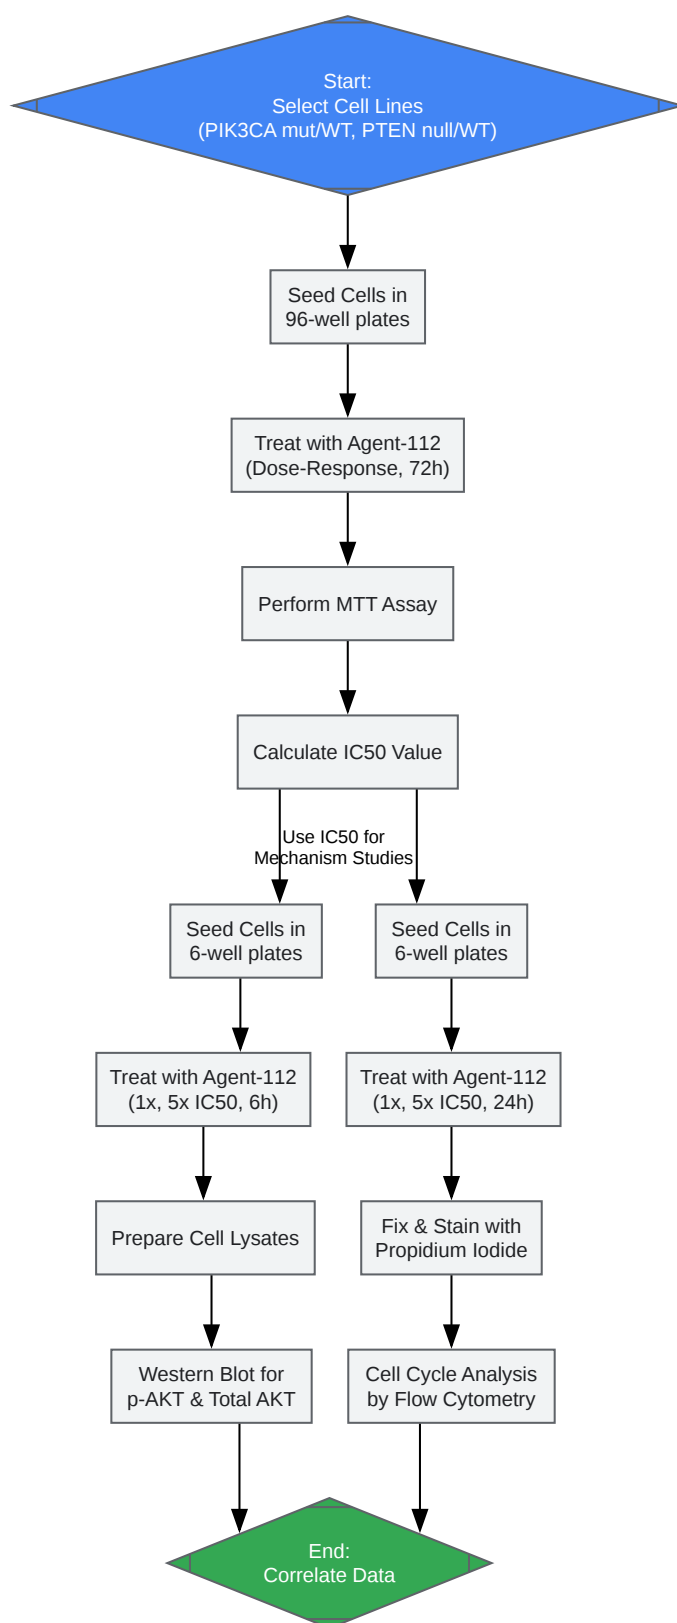 Start:
Select Cell Lines
(PIK3CA mut/WT, PTEN null/WT)
Seed Cells in
96-well plates
Treat with Agent-112
(Dose-Response, 72h)
Perform MTT Assay
Calculate IC50 Value
Use IC50 for
Mechanism Studies
Seed Cells in
6-well plates
Treat with Agent-112
(1x, 5x IC50, 6h)
Prepare Cell Lysates
Western Blot for
p-AKT & Total AKT
Seed Cells in
6-well plates
Treat with Agent-112
(1x, 5x IC50, 24h)
Fix & Stain with
Propidium Iodide
Cell Cycle Analysis
by Flow Cytometry
End:
Correlate Data